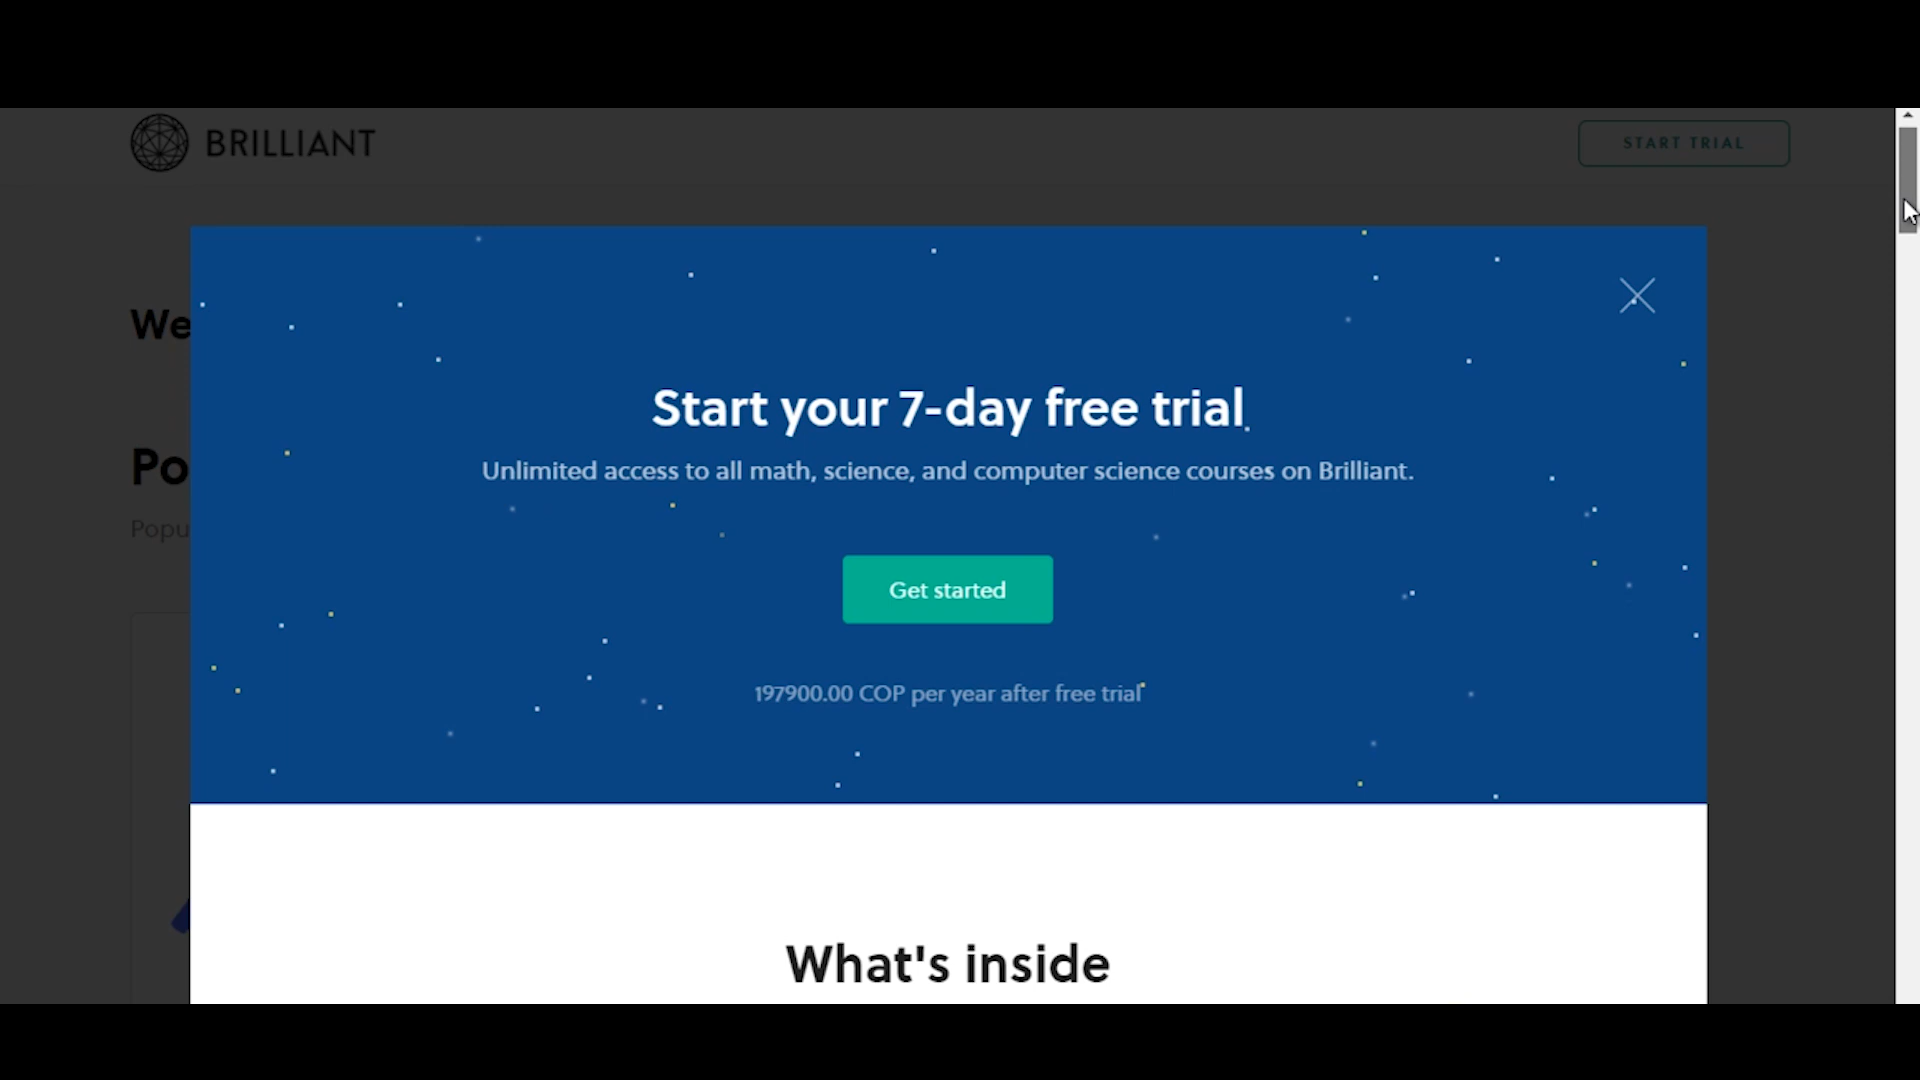 BRILLIANT
START TRIAL
We
Start your 7-day free trial
Po
Unlimited access to all math, science, and computer science courses on Brilliant.
Popu
Get started
197900.00 COP per year after free trial
What's inside